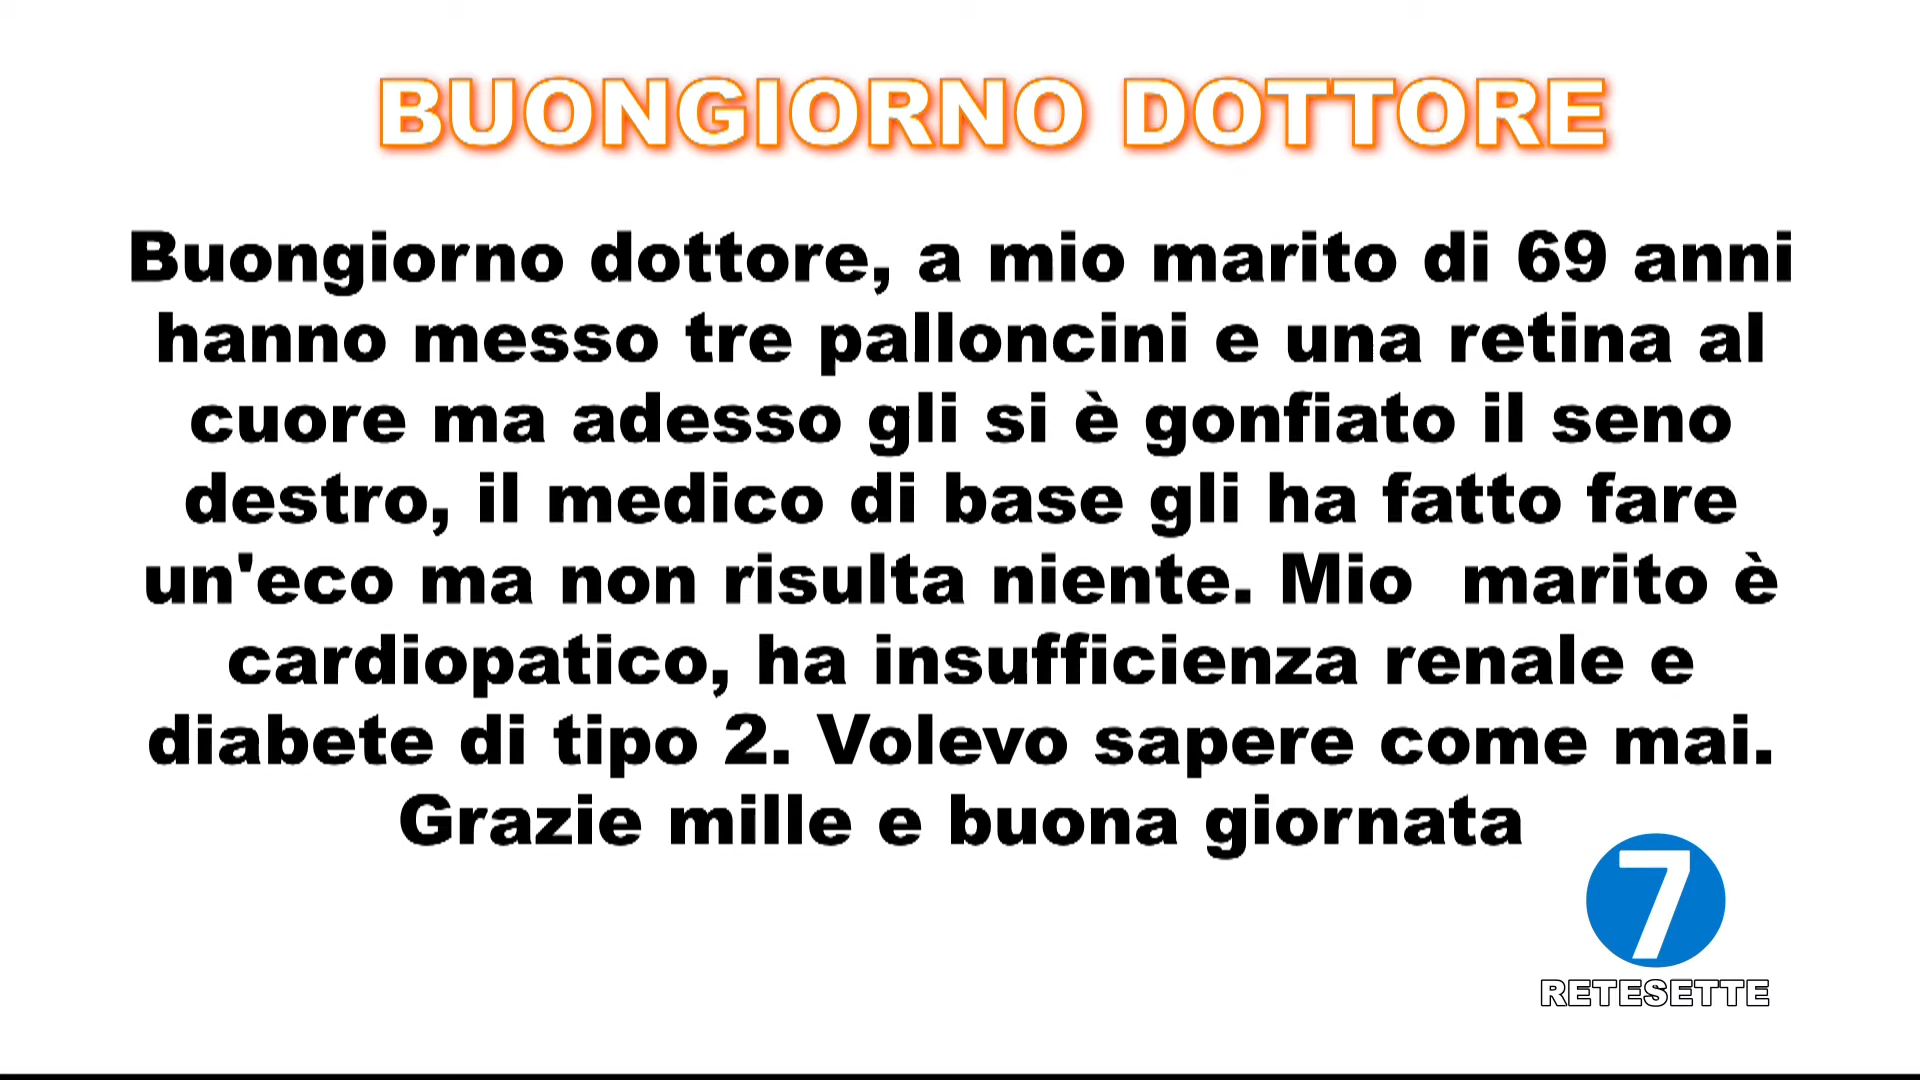 BUONGIORNO DOTTORE
Buongiorno dottore, a mio marito di 69 anni
hanno messo tre palloncini e una retina al
cuore ma adesso gli si è gonfiato il seno
destro, il medico di base gli ha fatto fare
un'eco ma non risulta niente. Mio  marito è
cardiopatico, ha insufficienza renale e
diabete di tipo 2. Volevo sapere come mai.
Grazie mille e buona giornata
7
RETESETTE